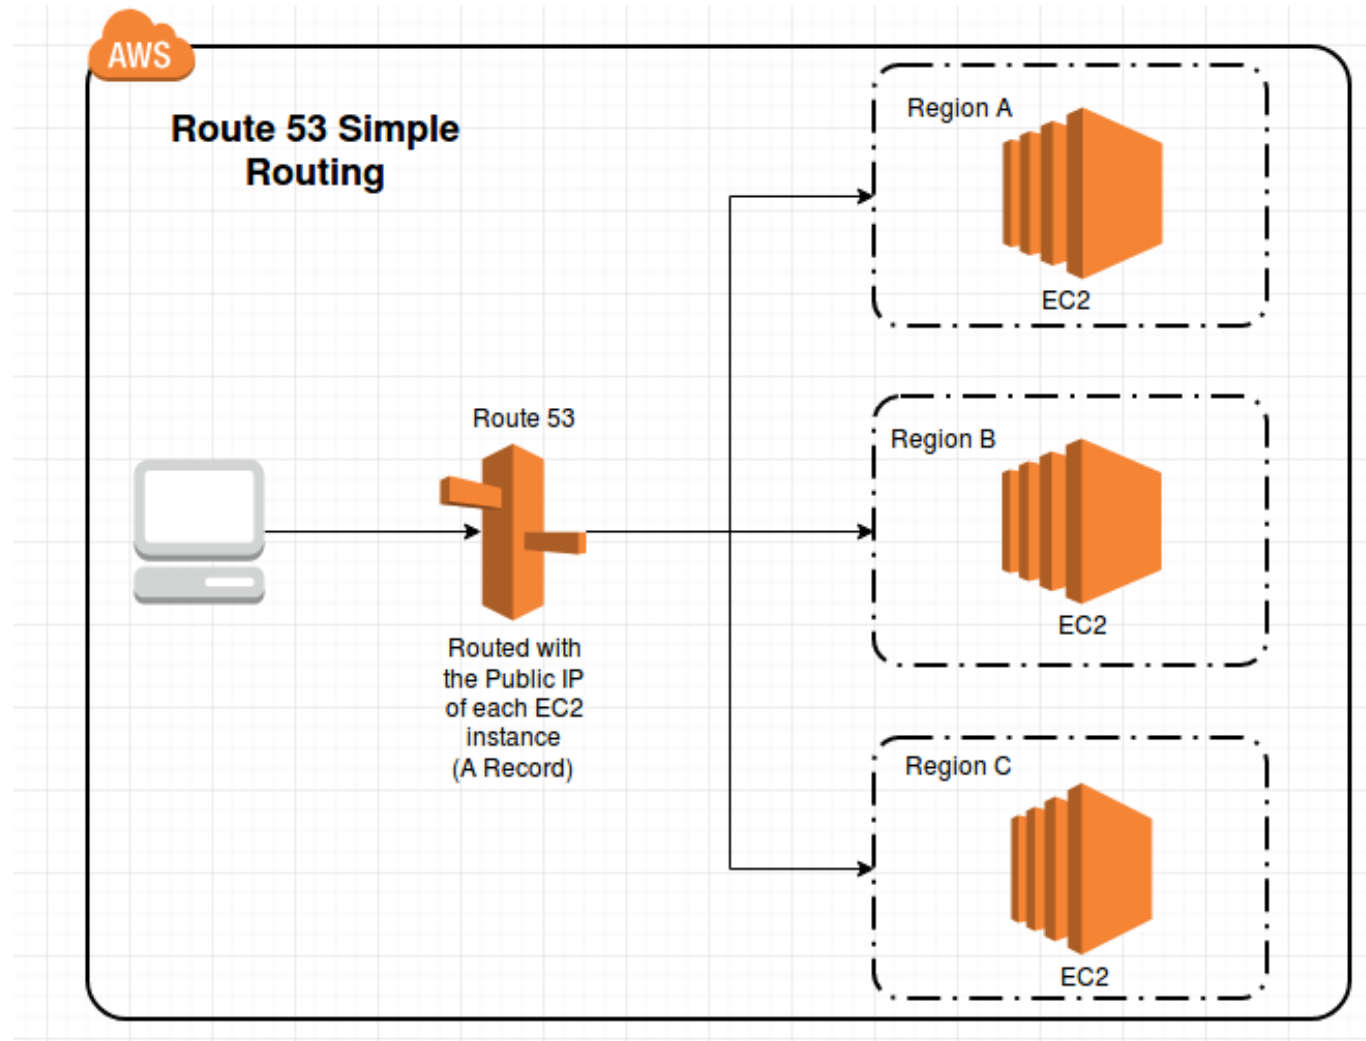 AWS
Route 53 Simple
Routing
Region A
EC2
Route 53
Region B
EC2
Routed with
the Public IP
of each EC2
instance
(A Record)
Region C
EC2